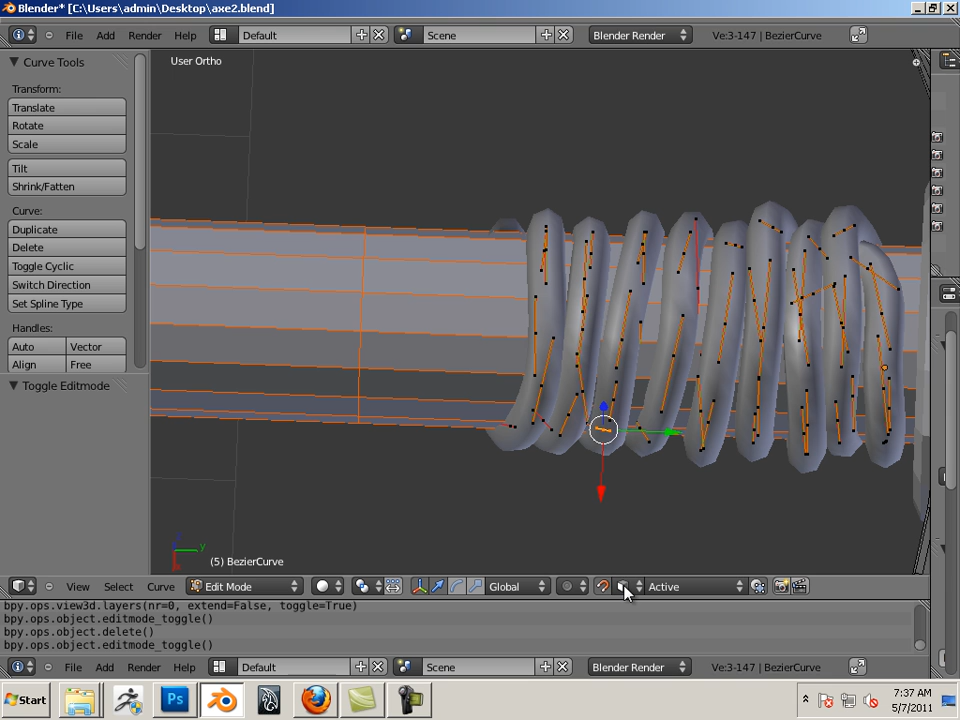 Blender* [C:\Users\admin\Desktop\axe2.blend]
File Add Render Help Default Scene Blender Render Ve:3-147 | BezierCurve
Curve Tools
Transform:
Translate
Rotate
Scale
Tilt
Shrink/Fatten
Curve:
Duplicate
Delete
Toggle Cyclic
Switch Direction
Set Spline Type
Handles:
Auto Vector
Align Free
Toggle Editmode
User Ortho
y
(5) BezierCurve
View Select Curve Edit Mode Global Active
bpy.ops.view3d.layers(nr=0, extend=False, toggle=True)
bpy.ops.object.editmode_toggle()
bpy.ops.object.delete()
bpy.ops.object.editmode_toggle()
File Add Render Help Default Scene Blender Render Ve:3-147 | BezierCurve
Start Ps 7:37 AM
5/7/2011